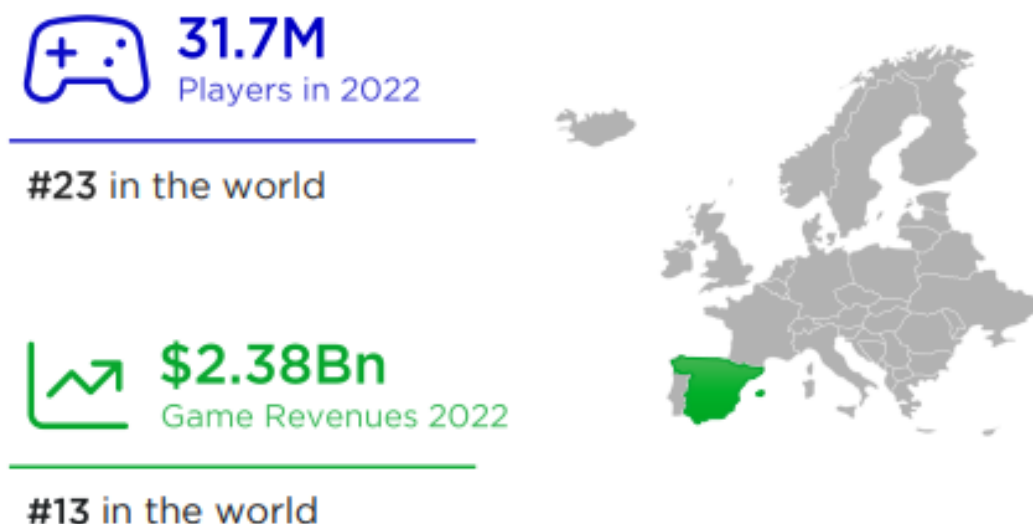 31.7M
Players in 2022
#23 in the world
$2.38Bn
Game Revenues 2022
#13 in the world